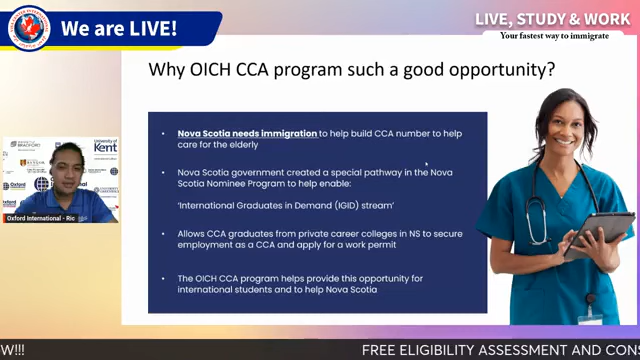 We are LIVE!
LIVE, STUDY & WORK
Your fastest way to immigrate
Why OICH CCA program such a good opportunity?
• Nova Scotia needs immigration to help build CCA number to help
care for the elderly
• Nova Scotia government created a special pathway in the Nova
Scotia Nominee Program to help enable:
‘International Graduates in Demand (IGID) stream’
• Allows CCA graduates from private career colleges in NS to secure
employment as a CCA and apply for a work permit
• The OICH CCA program helps provide this opportunity for
international students and to help Nova Scotia
BRADFORD
University of
Kent
Oxford
Oxford International - Ric
W!!!
FREE ELIGIBILITY ASSESSMENT AND CONS